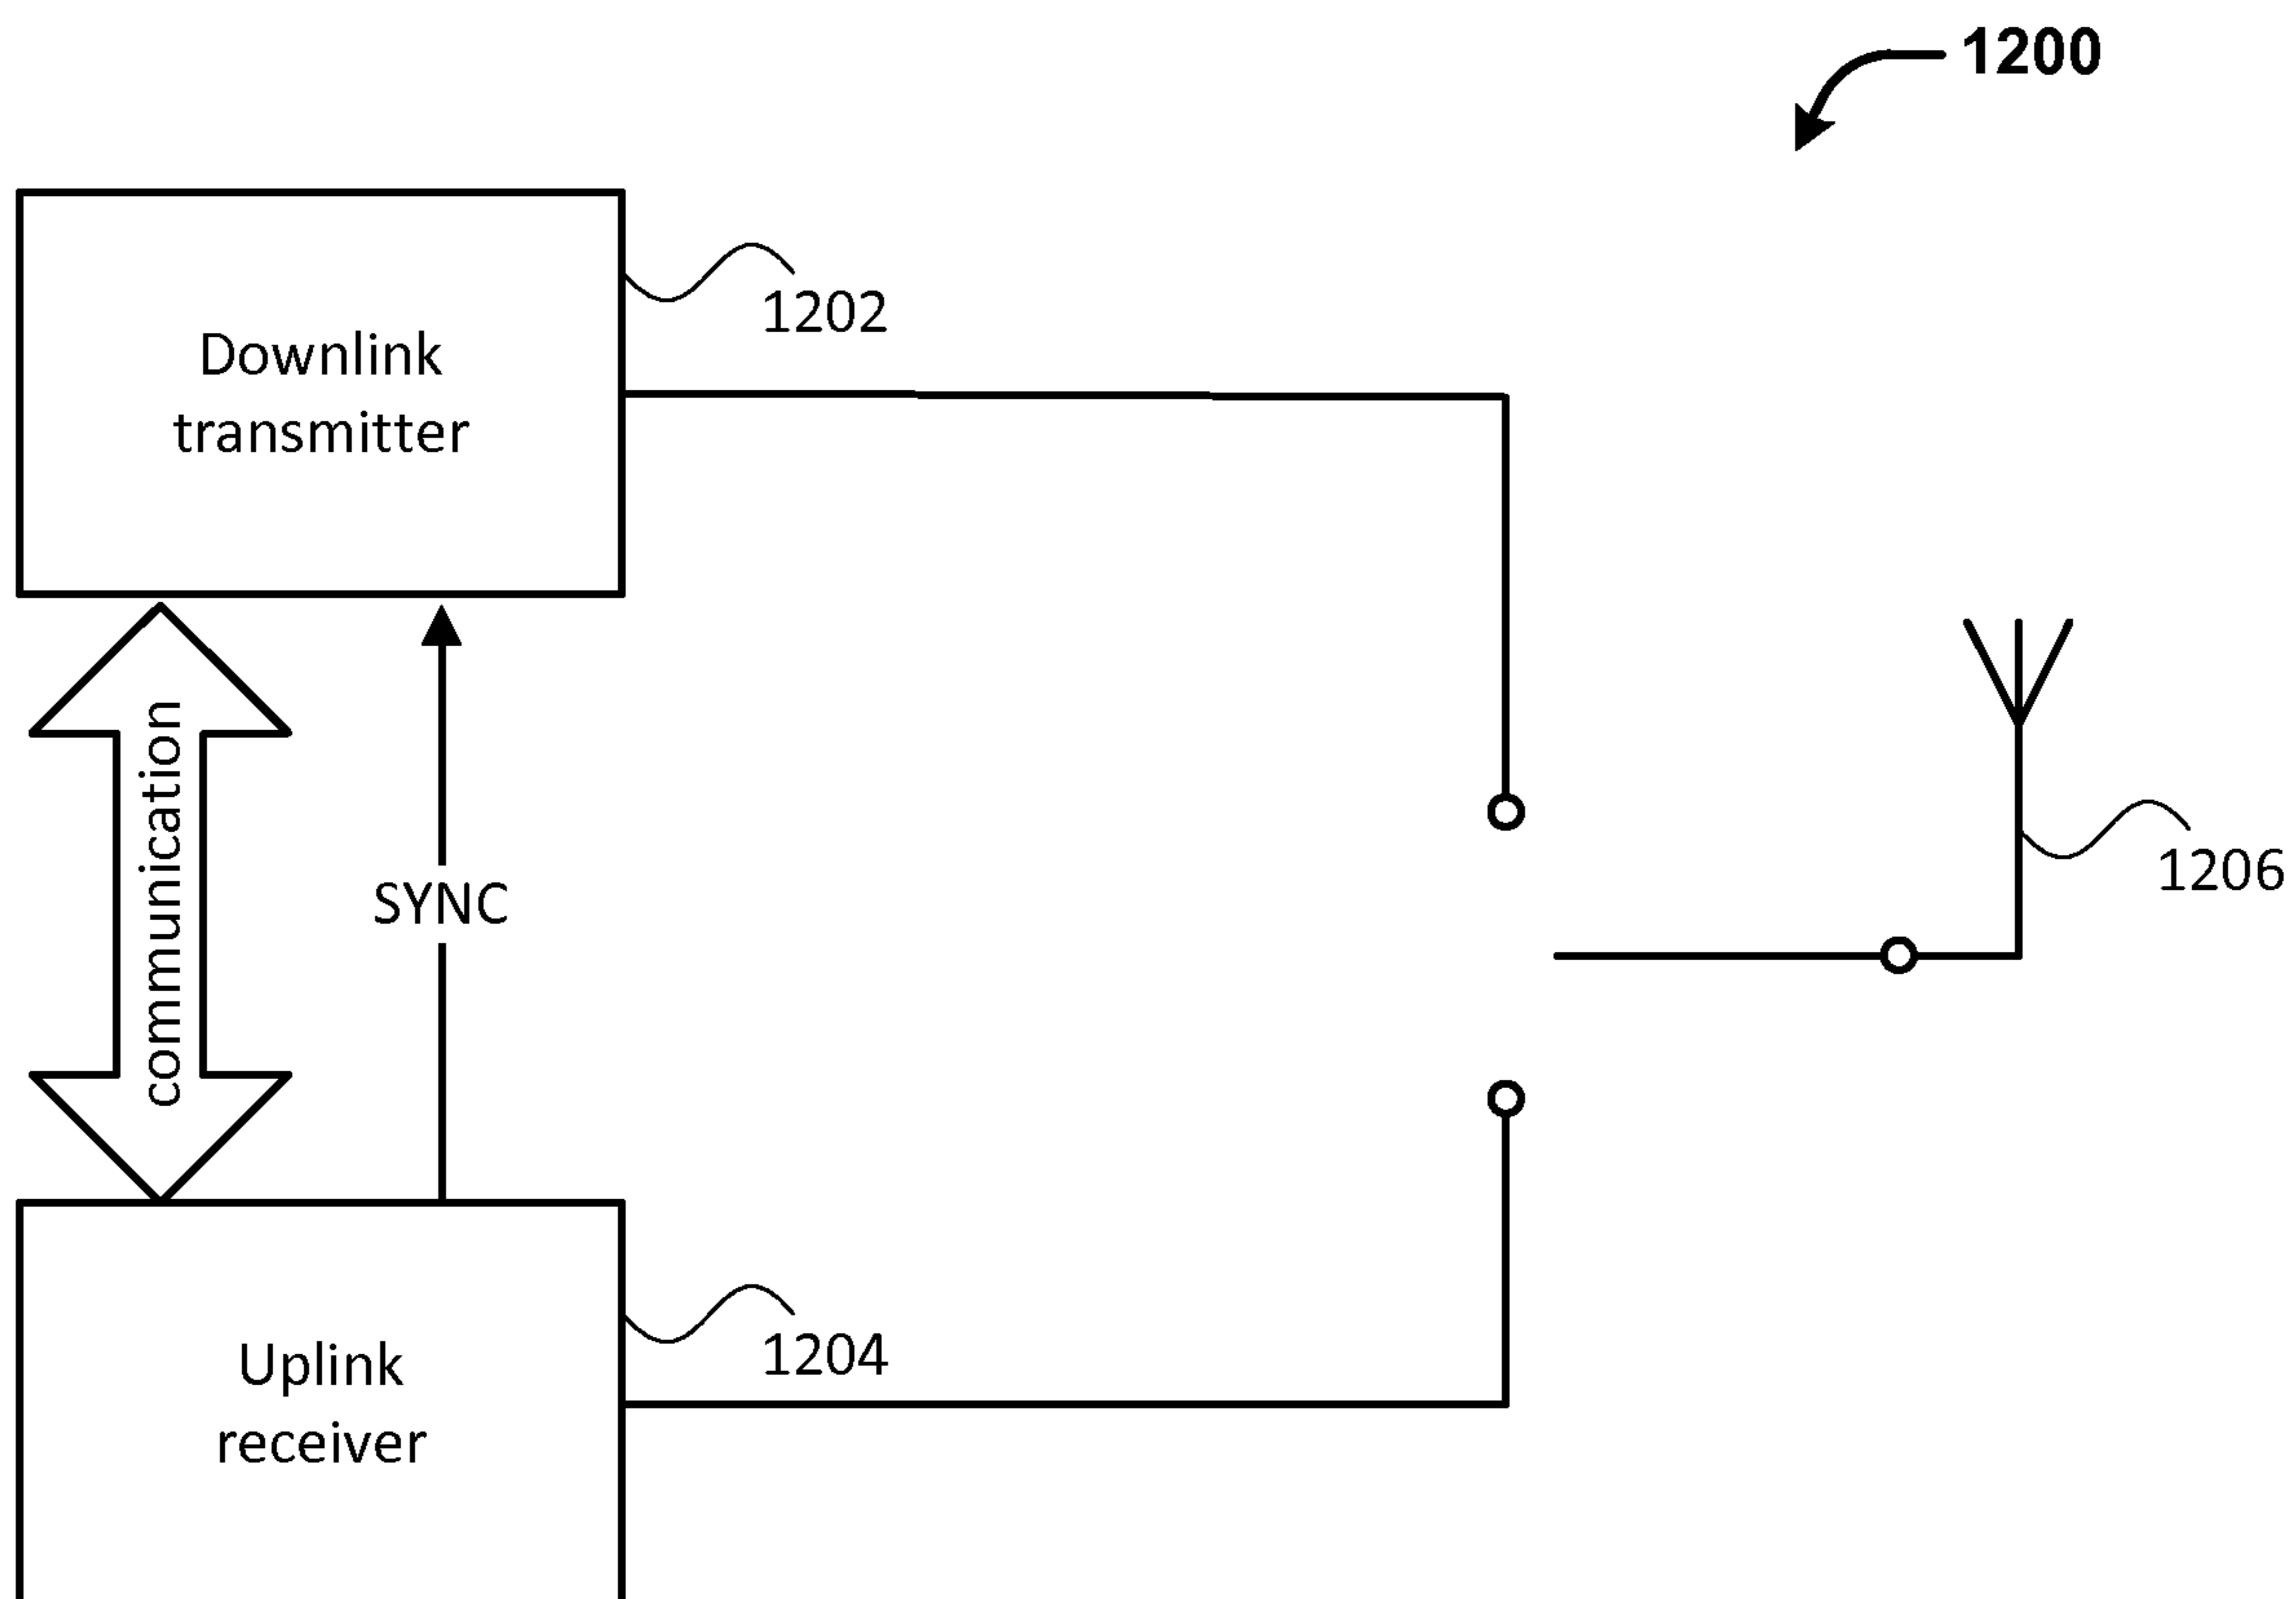 1200
1202
Downlink
transmitter
communication
SYNC
1206
1204
Uplink
receiver